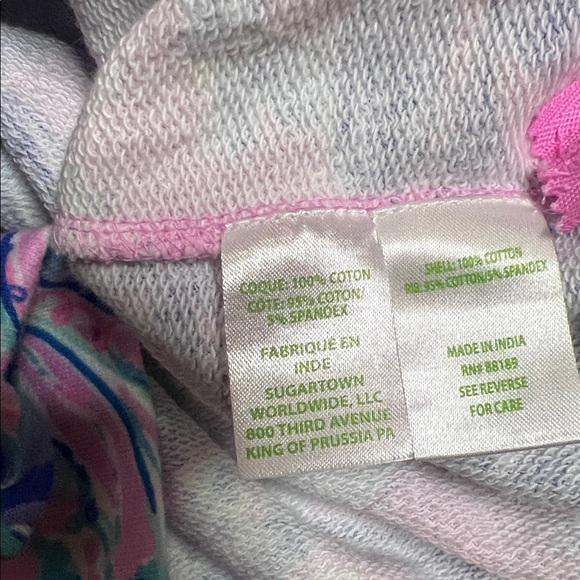 COQUE: 100% COTON
CÔTE: 95% COTON/
5% SPANDEX
FABRIQUÉ EN
INDE
SUGARTOWN
WORLDWIDE, LLC
800 THIRD AVENUE
KING OF PRUSSIA PA
SHELL: 100% COTTON
RIB: 95% COTTON/5% SPANDEX
MADE IN INDIA
RN# 88189
SEE REVERSE
FOR CARE